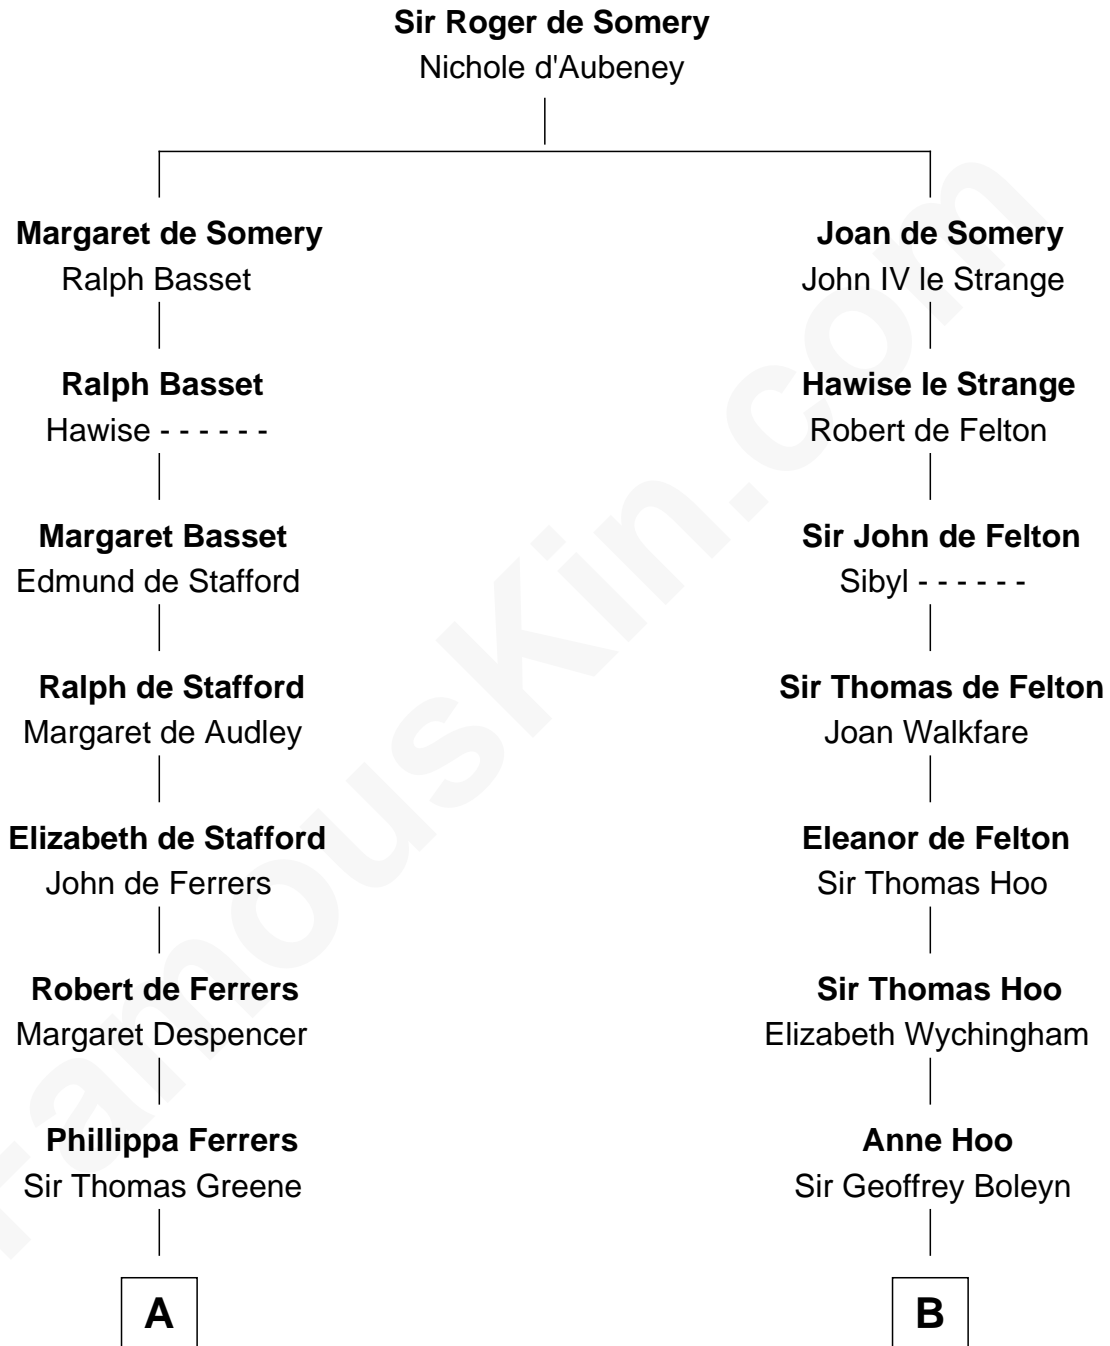 Sir Roger de Somery
Nichole d'Aubeney
Margaret de Somery
Ralph Basset
Joan de Somery
John IV le Strange
Ralph Basset
Hawise - - - - - -
Hawise le Strange
Robert de Felton
Margaret Basset
Edmund de Stafford
Sir John de Felton
Sibyl - - - - - -
Ralph de Stafford
Margaret de Audley
Sir Thomas de Felton
Joan Walkfare
Elizabeth de Stafford
John de Ferrers
Eleanor de Felton
Sir Thomas Hoo
Robert de Ferrers
Margaret Despencer
Sir Thomas Hoo
Elizabeth Wychingham
Phillippa Ferrers
Sir Thomas Greene
Anne Hoo
Sir Geoffrey Boleyn
A
B
FamousKin.com